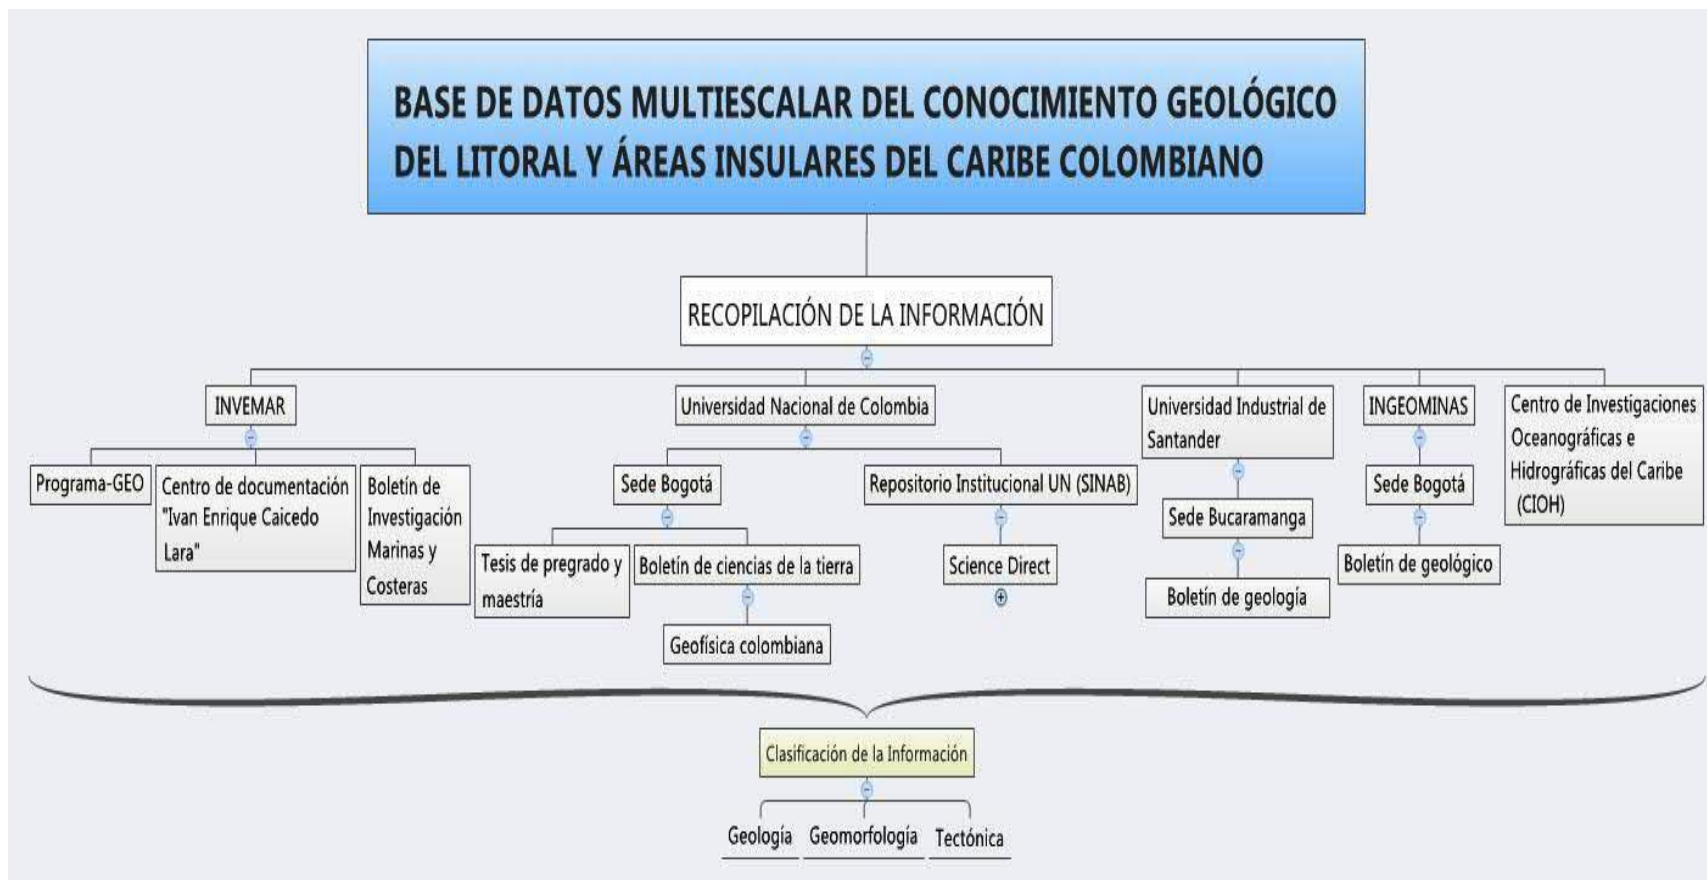 BASE DE DATOS MULTIESCALAR DEL CONOCIMIENTO GEOLÓGICO
DEL LITORAL Y ÁREAS INSULARES DEL CARIBE COLOMBIANO
RECOPILACIÓN DE LA INFORMACIÓN
INVEMAR
Programa-GEO
Centro de documentación
"Ivan Enrique Caicedo
Lara"
Boletín de
Investigación
Marinas y
Costeras
Universidad Nacional de Colombia
Sede Bogotá
Tesis de pregrado y
maestría
Boletín de ciencias de la tierra
Geofísica colombiana
Repositorio Institucional UN (SINAB)
Science Direct
Universidad Industrial de
Santander
Sede Bucaramanga
Boletín de geología
INGEOMINAS
Sede Bogotá
Boletín de geológico
Centro de Investigaciones
Oceanográficas e
Hidrográficas del Caribe
(CIOH)
Clasificación de la Información
Geología
Geomorfología
Tectónica